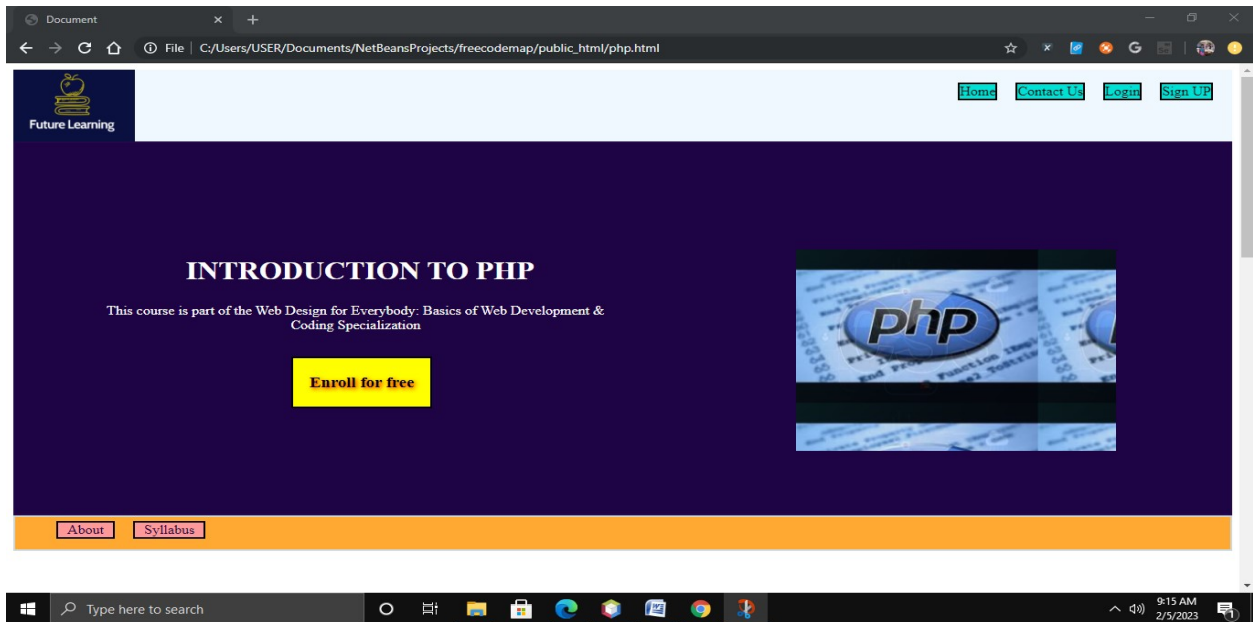 Document
File
C:/Users/USER/Documents/NetBeansProjects/freecodemap/public_html/php.html
Future Learning
Home Contact Us Login Sign UP
INTRODUCTION TO PHP
This course is part of the Web Design for Everybody: Basics of Web Development &
Coding Specialization
Enroll for free
php
About Syllabus
Type here to search
9:15 AM
2/5/2023